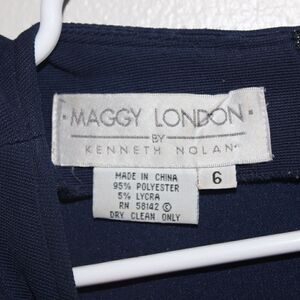 · MAGGY LONDON ·
BY
KENNETH NOLAN
MADE IN CHINA
95% POLYESTER
5% LYCRA
RN 58142 ©
DRY CLEAN ONLY
6